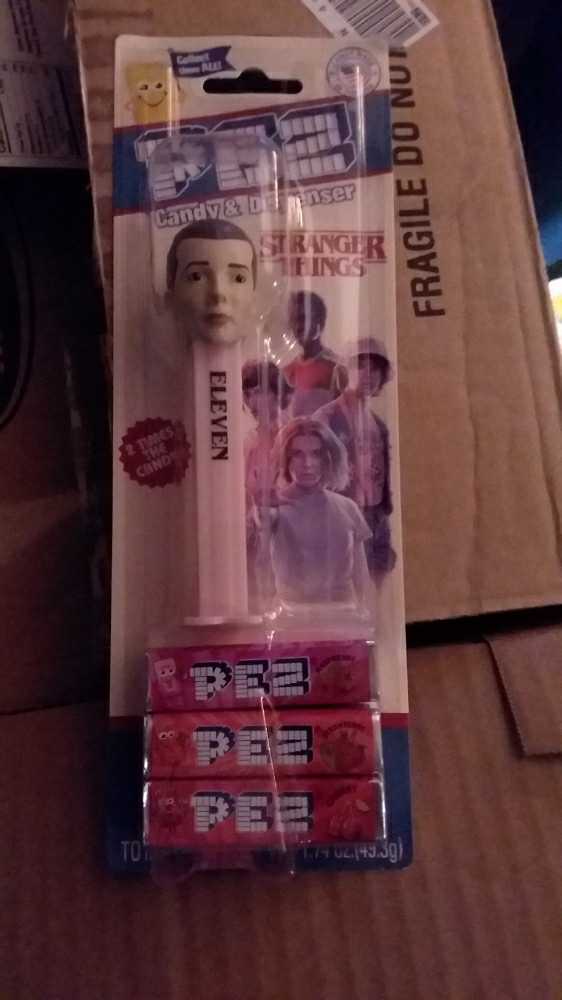 Collect
them ALL!
PEZ
Candy & Dispenser
STRANGER
THINGS
ELEVEN
2 TIMES
THE
CANDY
PEZ
PEZ
PEZ
1.74 OZ.(49.3g)
FRAGILE DO NOT